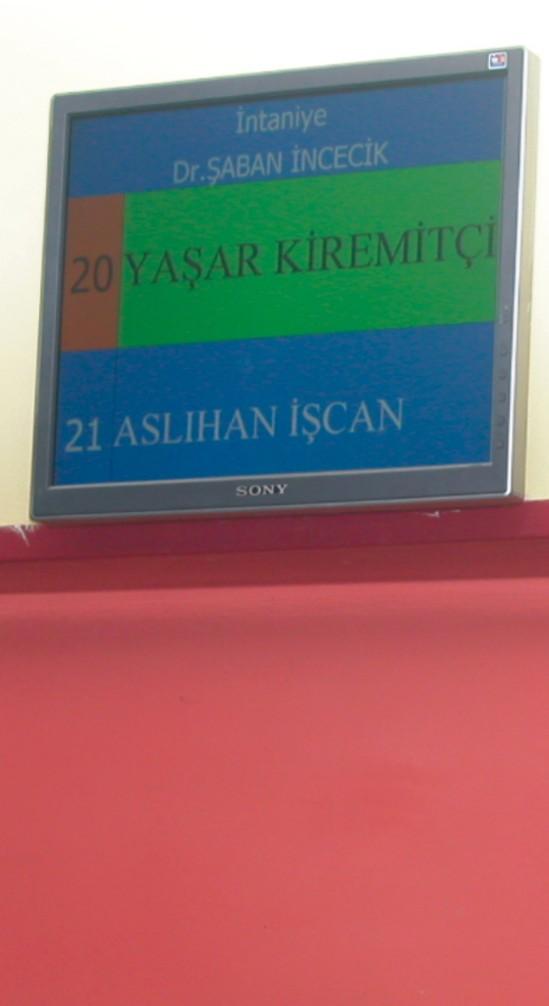 İntaniye
Dr.ŞABAN İNCECİK
20 YAŞAR KİREMİTÇİ
21 ASLIHAN İŞCAN
SONY